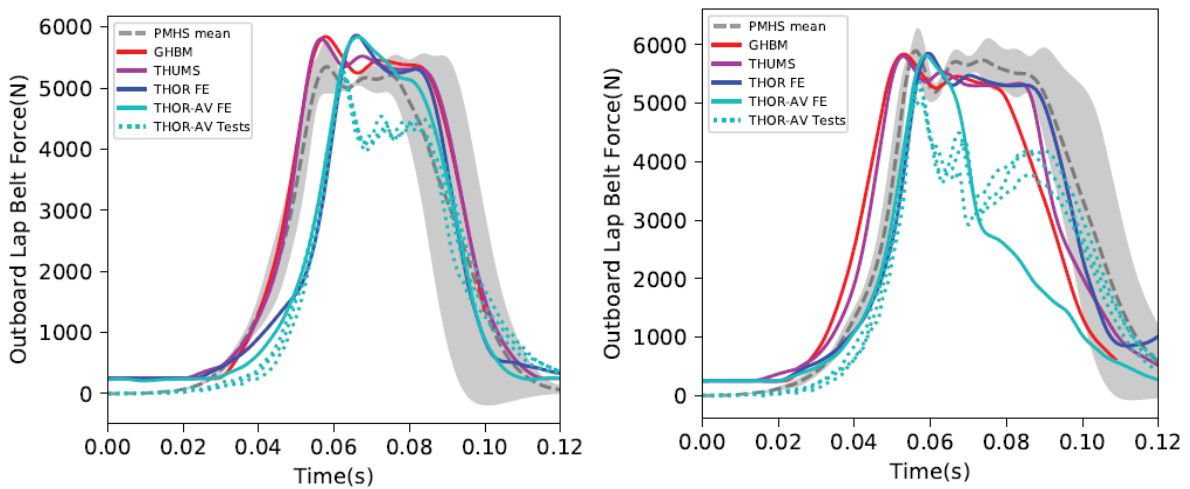 6000
5000
4000
3000
2000
1000
0
Outboard Lap Belt Force(N)
PMHS mean
GHBM
THUMS
THOR FE
THOR-AV FE
THOR-AV Tests
0.00 0.02 0.04 0.06 0.08 0.10 0.12
Time(s)
6000
5000
4000
3000
2000
1000
0
Outboard Lap Belt Force(N)
PMHS mean
GHBM
THUMS
THOR FE
THOR-AV FE
THOR-AV Tests
0.00 0.02 0.04 0.06 0.08 0.10 0.12
Time(s)